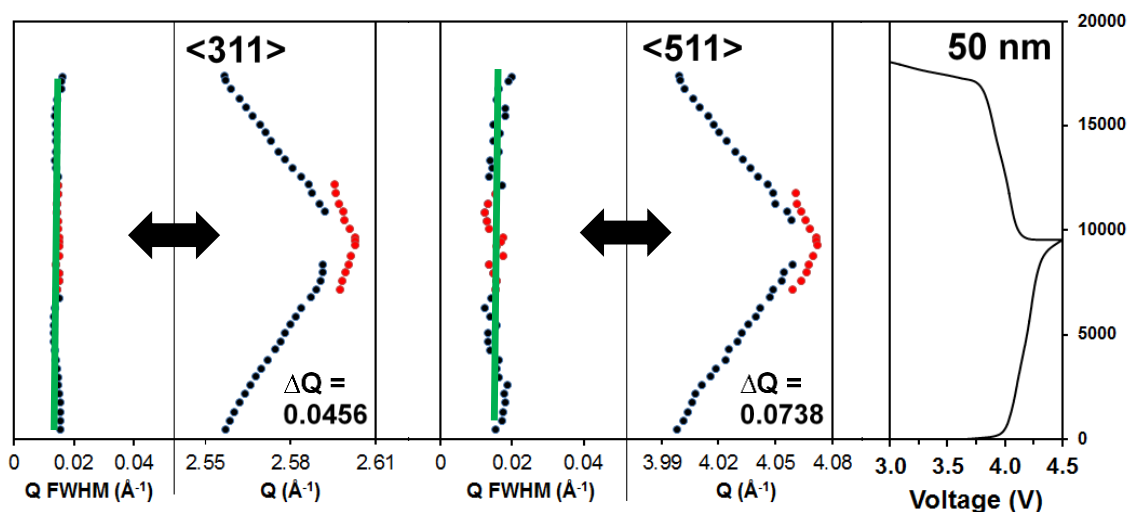 <311>
<511>
50 nm
20000
15000
10000
5000
0
ΔQ =
0.0456
ΔQ =
0.0738
0 0.02 0.04 2.55 2.58 2.61 0 0.02 3.99 4.02 4.05 4.08 3.0 3.5 4.0 4.5
Q FWHM (Å-1) Q (Å-1) Q FWHM (Å-1) Q (Å-1) Voltage (V)